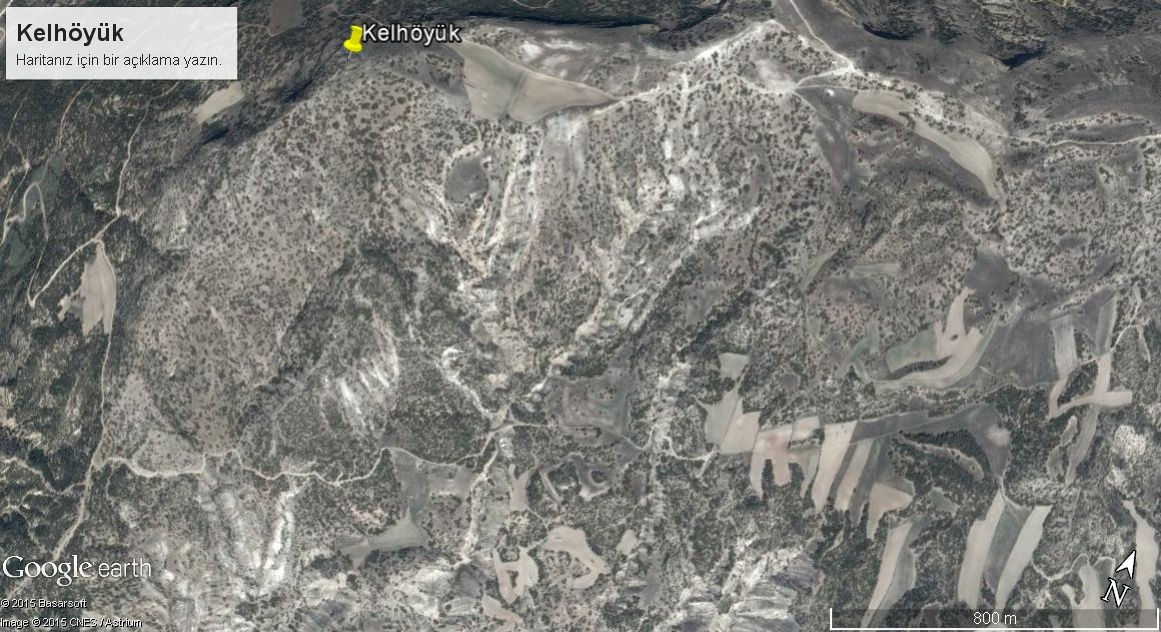 Kelhöyük
Haritanız için bir açıklama yazın.
Kelhöyük
Google earth
© 2015 Basarsoft
Image © 2015 CNES / Astrium
N
800 m